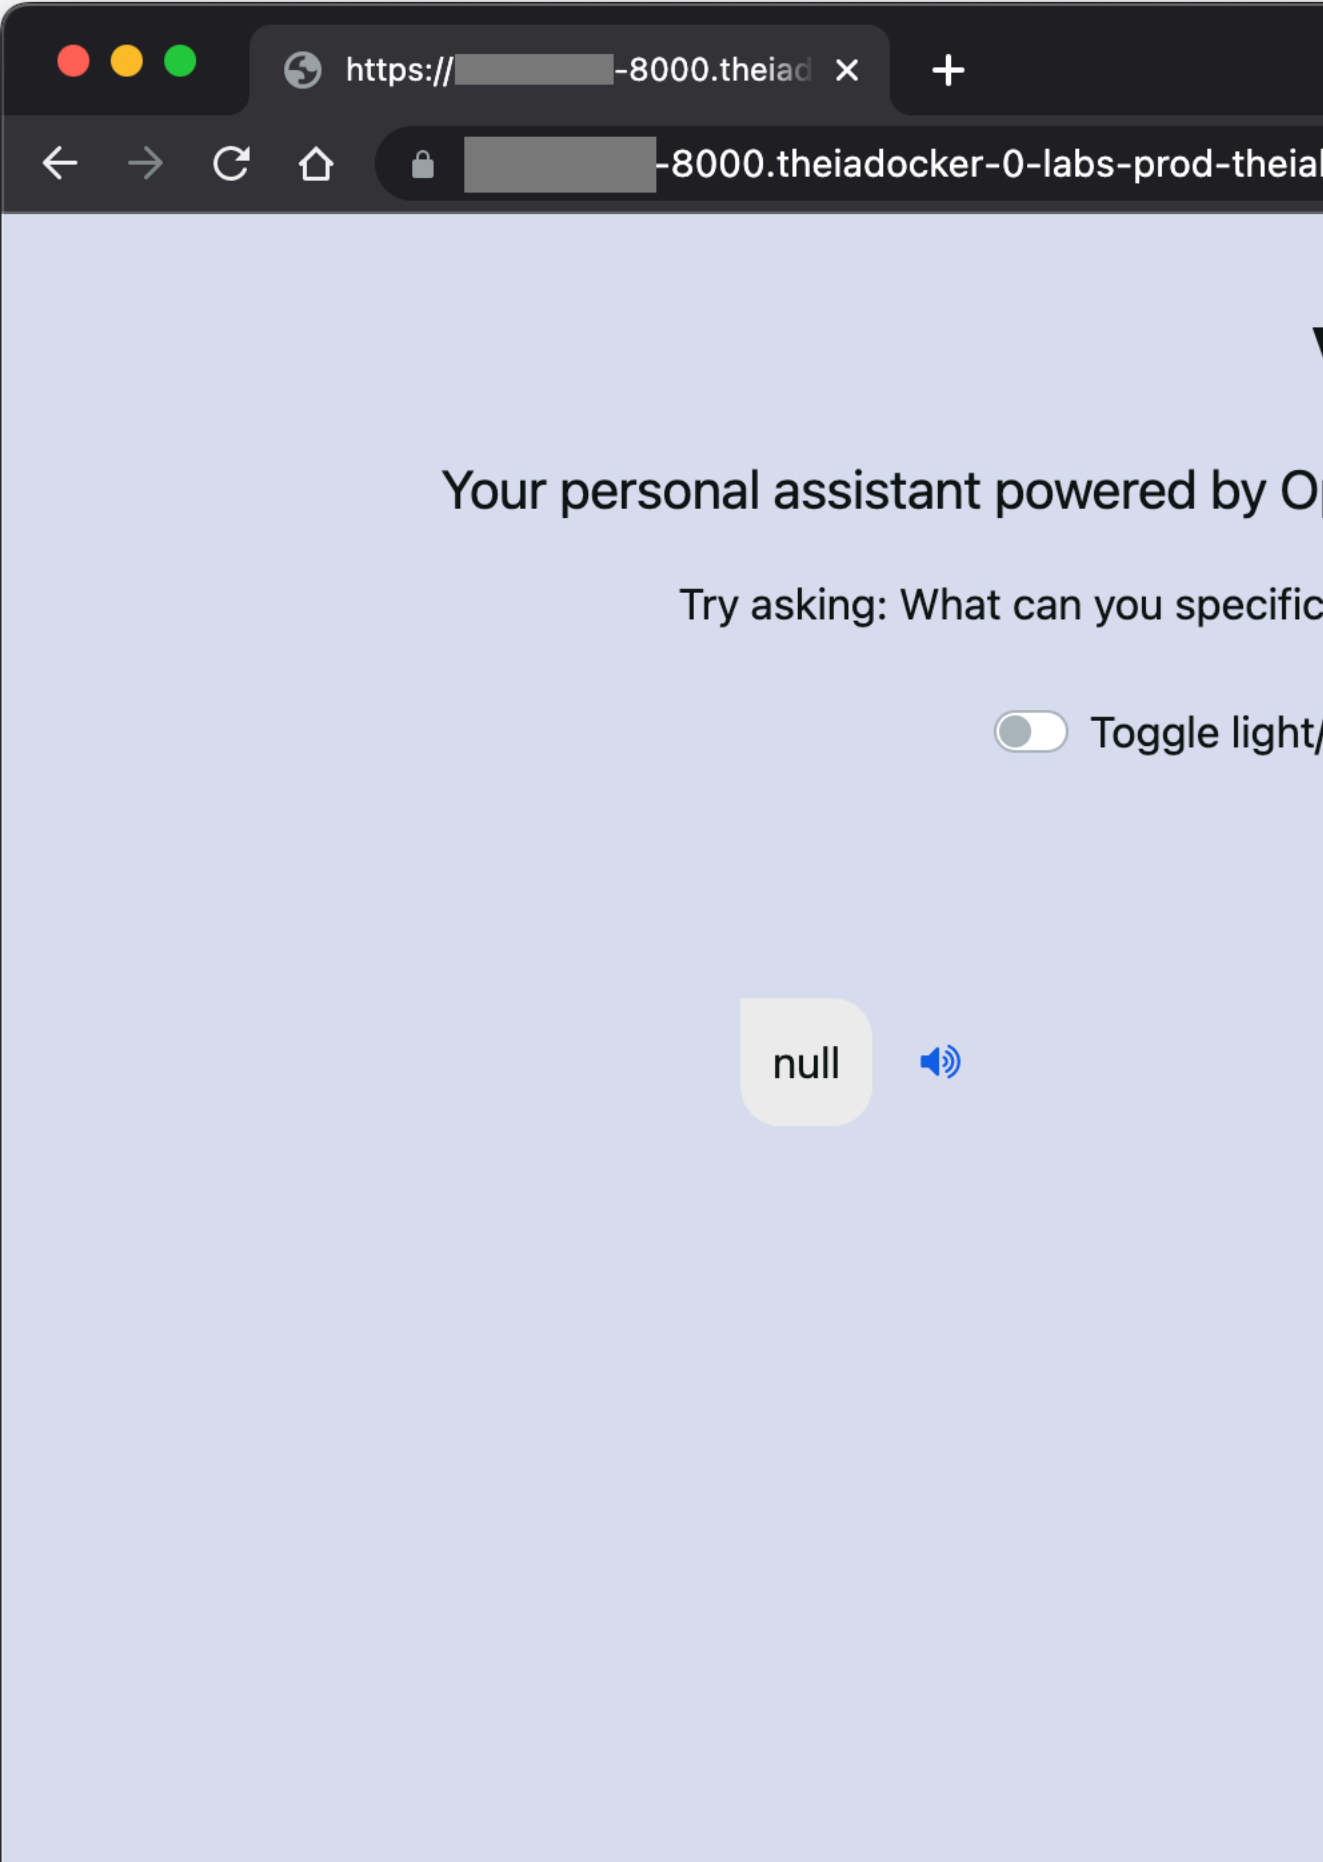 https:// -8000.theiad
-8000.theiadocker-0-labs-prod-theial
Your personal assistant powered by
Try asking: What can you
Toggle light/
null